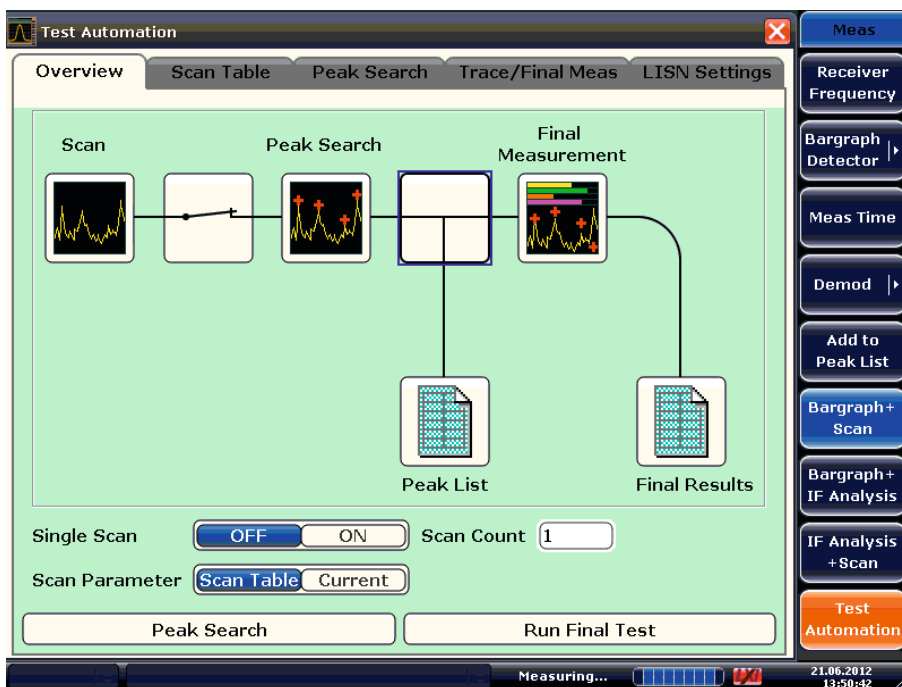 Test Automation
Meas
Overview
Scan Table
Peak Search
Trace/Final Meas
LISN Settings
Scan
Peak Search
Final
Measurement
Peak List
Final Results
Single Scan
OFF
ON
Scan Count
1
Scan Parameter
Scan Table
Current
Peak Search
Run Final Test
Receiver
Frequency
Bargraph
Detector
Meas Time
Demod
Add to
Peak List
Bargraph+
Scan
Bargraph+
IF Analysis
IF Analysis
+Scan
Test
Automation
Measuring...
LXI
21.06.2012
13:50:42